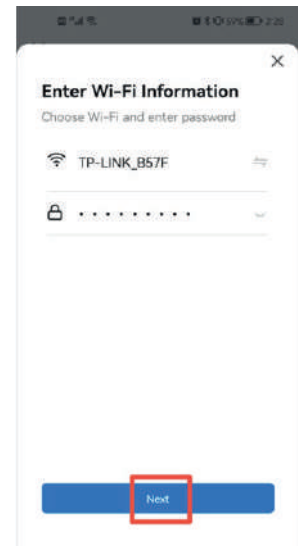 Enter Wi-Fi Information
Choose Wi-Fi and enter password
TP-LINK_B57F
Next